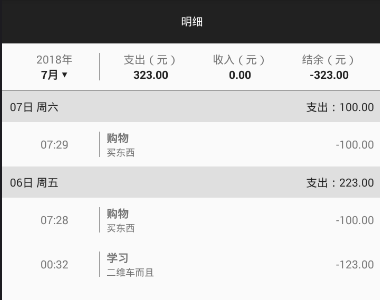 明细
2018年 支出（元） 收入（元） 结余（元）
7月 ▼ 323.00 0.00 -323.00
07日 周六 支出：100.00
07:29 购物 -100.00
买东西
06日 周五 支出：223.00
07:28 购物 -100.00
买东西
00:32 学习 -123.00
二维车而且